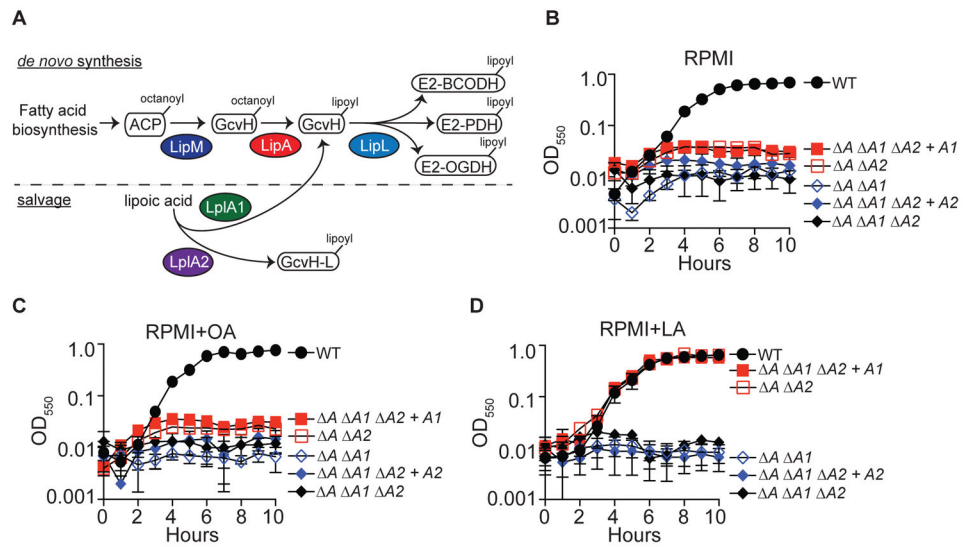 A
de novo synthesis
Fatty acid
biosynthesis
octanoyl
ACP
LipM
octanoyl
GcvH
LipA
lipoyl
GcvH
LipL
lipoyl
E2-BCODH
lipoyl
E2-PDH
lipoyl
E2-OGDH
salvage
lipoic acid
LplA1
LplA2
lipoyl
GcvH-L
B
RPMI
OD550
1.0
0.1
0.01
0.001
0 2 4 6 8 10
Hours
WT
ΔA ΔA1 ΔA2 + A1
ΔA ΔA2
ΔA ΔA1
ΔA ΔA1 ΔA2 + A2
ΔA ΔA1 ΔA2
C
RPMI+OA
OD550
1.0
0.1
0.01
0.001
0 2 4 6 8 10
Hours
WT
ΔA ΔA1 ΔA2 + A1
ΔA ΔA2
ΔA ΔA1
ΔA ΔA1 ΔA2 + A2
ΔA ΔA1 ΔA2
D
RPMI+LA
OD550
1.0
0.1
0.01
0.001
0 2 4 6 8 10
Hours
WT
ΔA ΔA1 ΔA2 + A1
ΔA ΔA2
ΔA ΔA1
ΔA ΔA1 ΔA2 + A2
ΔA ΔA1 ΔA2